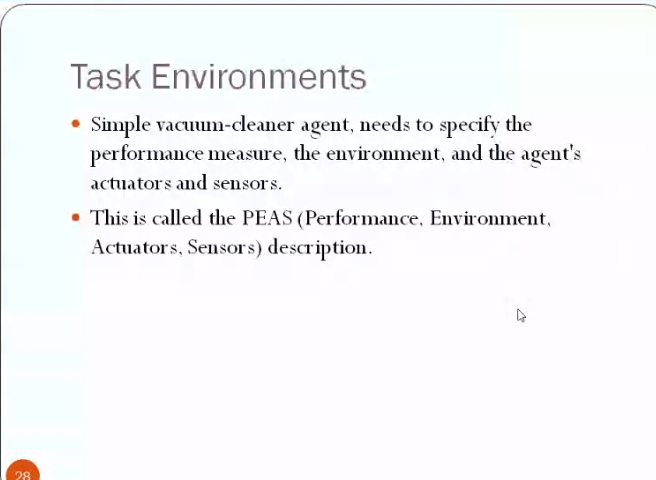 Task Environments
• Simple vacuum-cleaner agent, needs to specify the
performance measure, the environment, and the agent's
actuators and sensors.
• This is called the PEAS (Performance, Environment,
Actuators, Sensors) description.
28